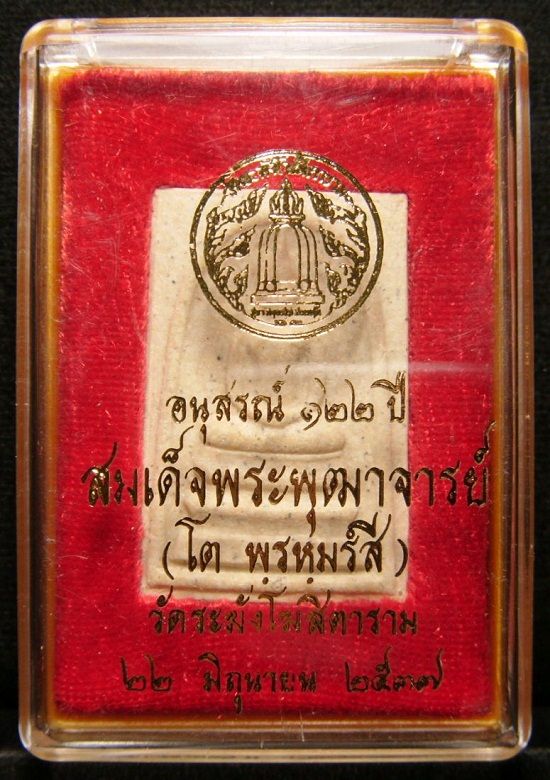 อนุสรณ์ ๑๒๒ ปี
สมเด็จพระพุฒาจารย์
(โต พฺรหฺมรํสี)
วัดระฆังโฆสิตาราม
๒๒ มิถุนายน ๒๕๓๗